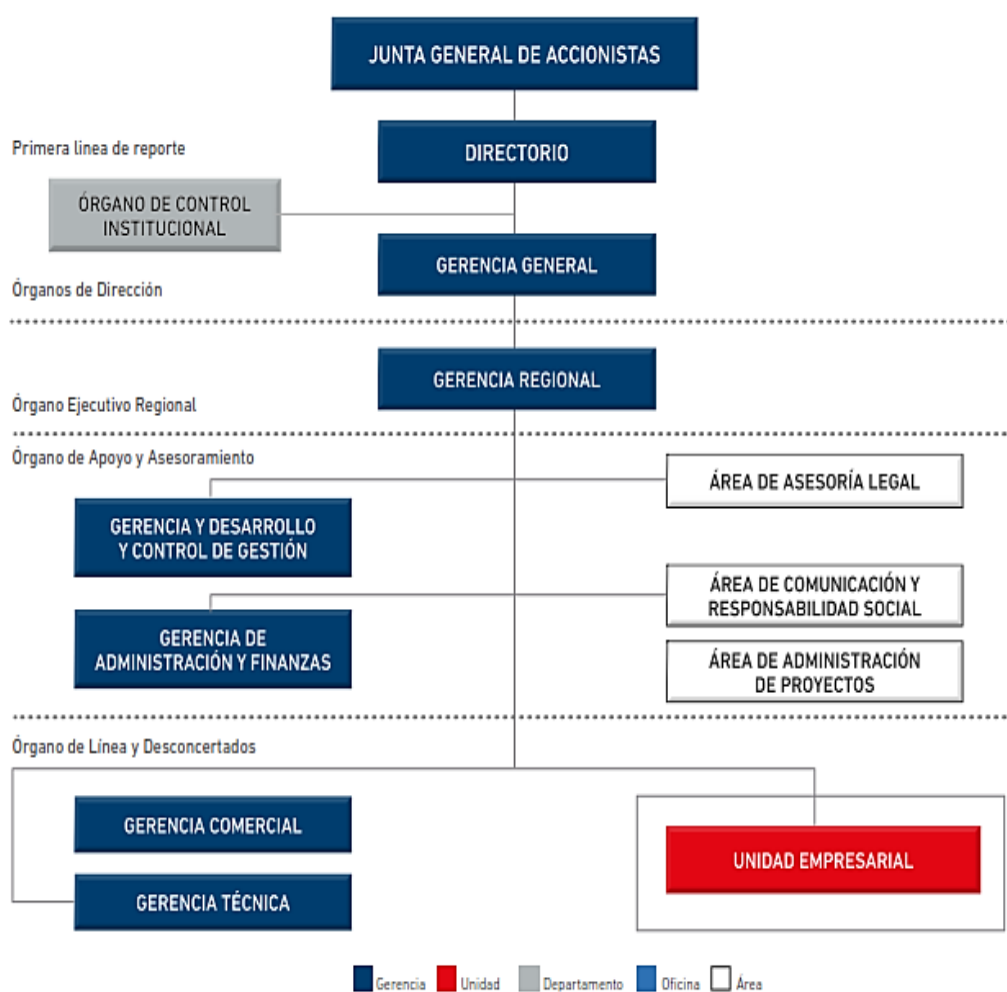 JUNTA GENERAL DE ACCIONISTAS
Primera linea de reporte
DIRECTORIO
ÓRGANO DE CONTROL
INSTITUCIONAL
GERENCIA GENERAL
Órganos de Dirección
GERENCIA REGIONAL
Órgano Ejecutivo Regional
Órgano de Apoyo y Asesoramiento
ÁREA DE ASESORÍA LEGAL
GERENCIA Y DESARROLLO
Y CONTROL DE GESTIÓN
ÁREA DE COMUNICACIÓN Y
RESPONSABILIDAD SOCIAL
GERENCIA DE
ADMINISTRACIÓN Y FINANZAS
ÁREA DE ADMINISTRACIÓN
DE PROYECTOS
Órgano de Línea y Desconcertados
GERENCIA COMERCIAL
UNIDAD EMPRESARIAL
GERENCIA TÉCNICA
Gerencia Unidad Departamento Oficina Área